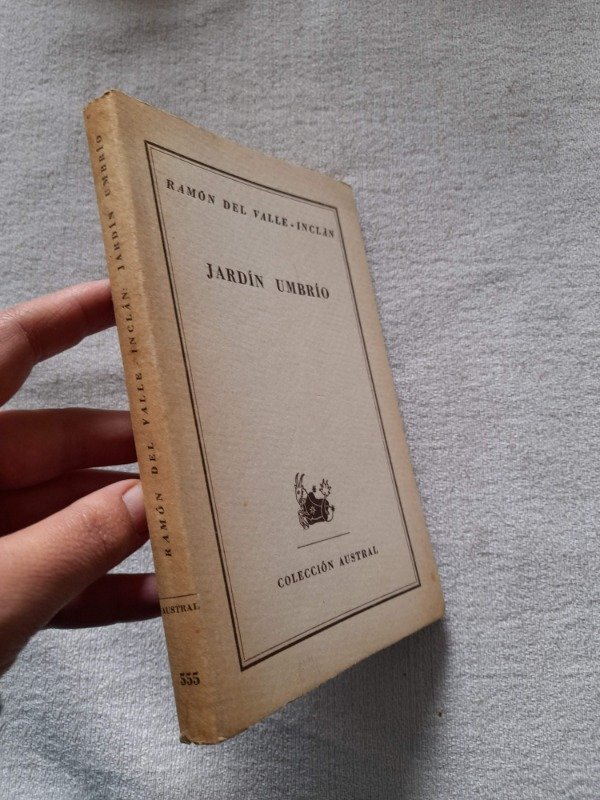 RAMÓN DEL VALLE-INCLÁN
JARDÍN UMBRÍO
COLECCIÓN AUSTRAL
RAMÓN DEL VALLE-INCLÁN: JARDÍN UMBRÍO
AUSTRAL
555